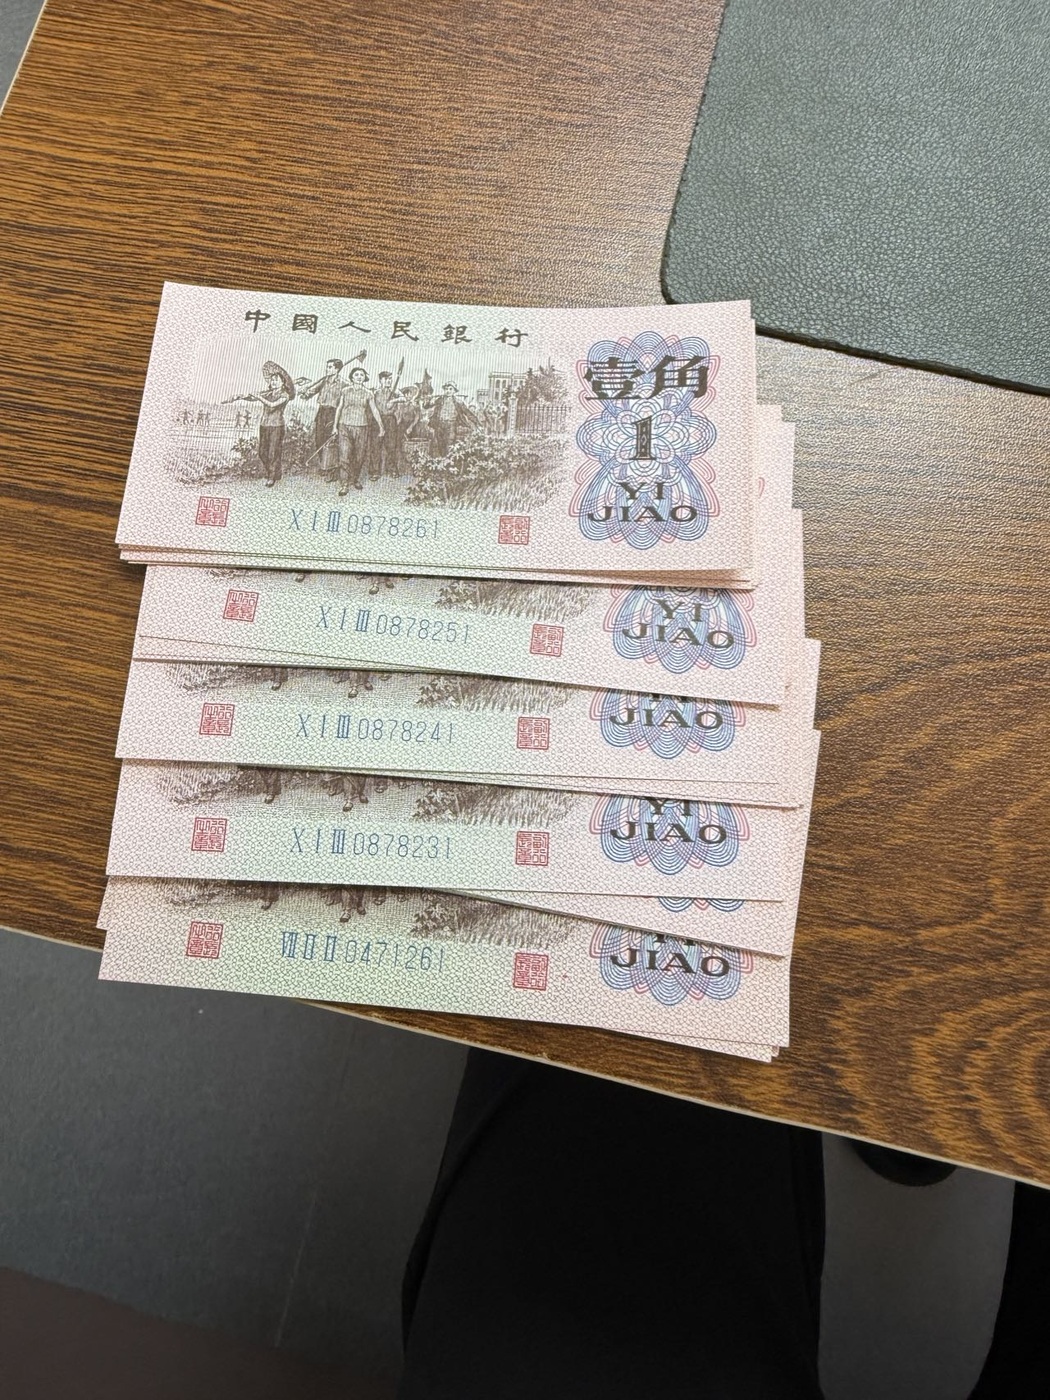 中國人民銀行
壹角
1
YI
JIAO
X I Ⅲ 0878261
YI
JIAO
X I Ⅲ 0878251
JIAO
X I Ⅲ 0878241
YI
JIAO
X I Ⅲ 0878231
JIAO
Ⅶ Ⅱ Ⅱ 0471261